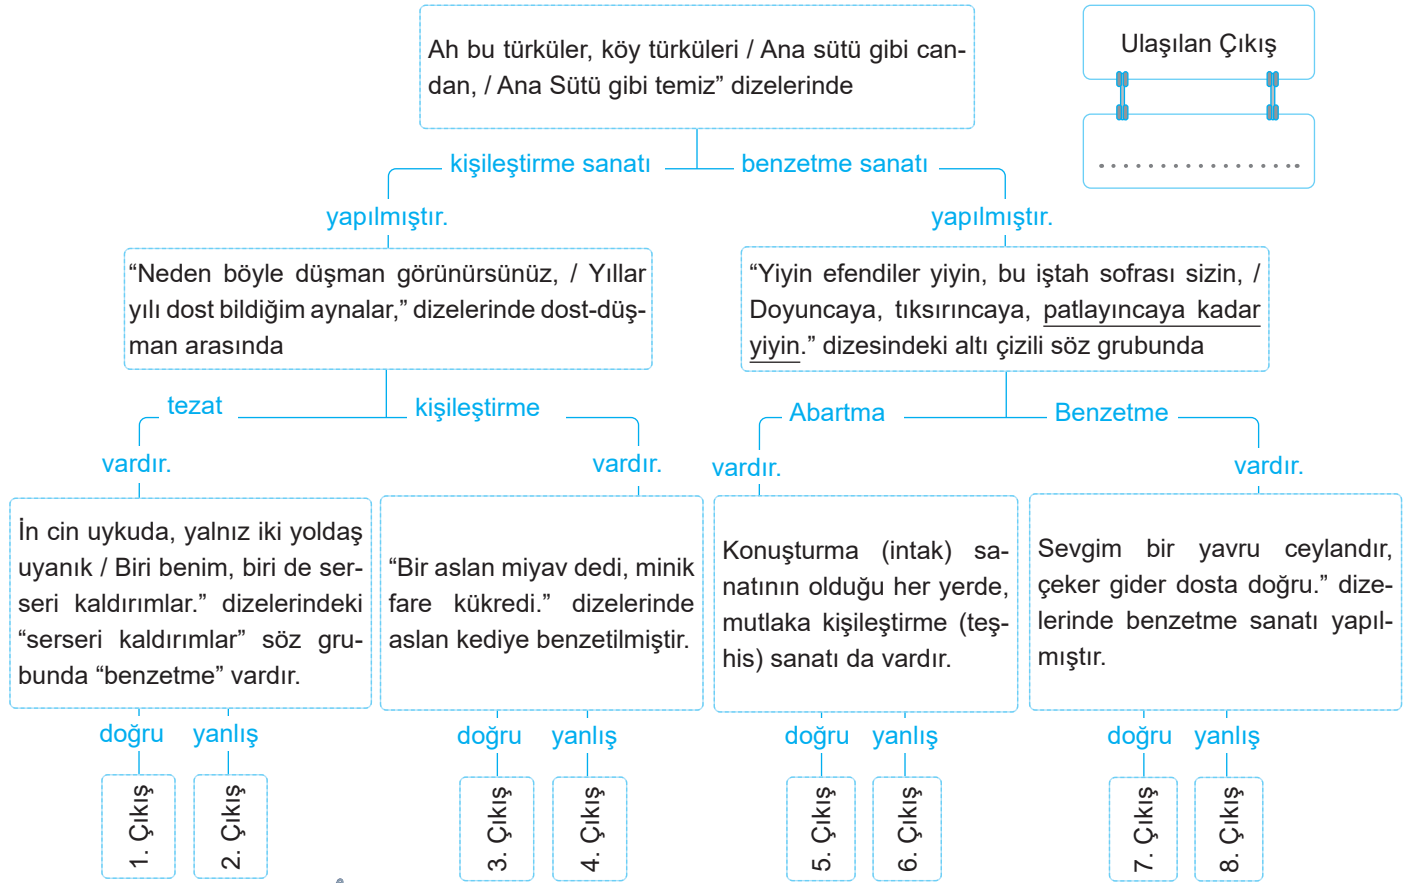 Ah bu türküler, köy türküleri / Ana sütü gibi can-
dan, / Ana Sütü gibi temiz” dizelerinde
Ulaşılan Çıkış
....................
kişileştirme sanatı
benzetme sanatı
yapılmıştır.
yapılmıştır.
“Neden böyle düşman görünürsünüz, / Yıllar
yılı dost bildiğim aynalar,” dizelerinde dost-düş-
man arasında
“Yiyin efendiler yiyin, bu iştah sofrası sizin, /
Doyuncaya, tıksırıncaya, patlayıncaya kadar
yiyin.” dizesindeki altı çizili söz grubunda
tezat
kişileştirme
Abartma
Benzetme
vardır.
vardır.
vardır.
vardır.
İn cin uykuda, yalnız iki yoldaş
uyanık / Biri benim, biri de ser-
seri kaldırımlar.” dizelerindeki
“serseri kaldırımlar” söz gru-
bunda “benzetme” vardır.
“Bir aslan miyav dedi, minik
fare kükredi.” dizelerinde
aslan kediye benzetilmiştir.
Konuşturma (intak) sa-
natının olduğu her yerde,
mutlaka kişileştirme (teş-
his) sanatı da vardır.
Sevgim bir yavru ceylandır,
çeker gider dosta doğru.” dize-
lerinde benzetme sanatı yapıl-
mıştır.
doğru
yanlış
doğru
yanlış
doğru
yanlış
doğru
yanlış
1. Çıkış
2. Çıkış
3. Çıkış
4. Çıkış
5. Çıkış
6. Çıkış
7. Çıkış
8. Çıkış